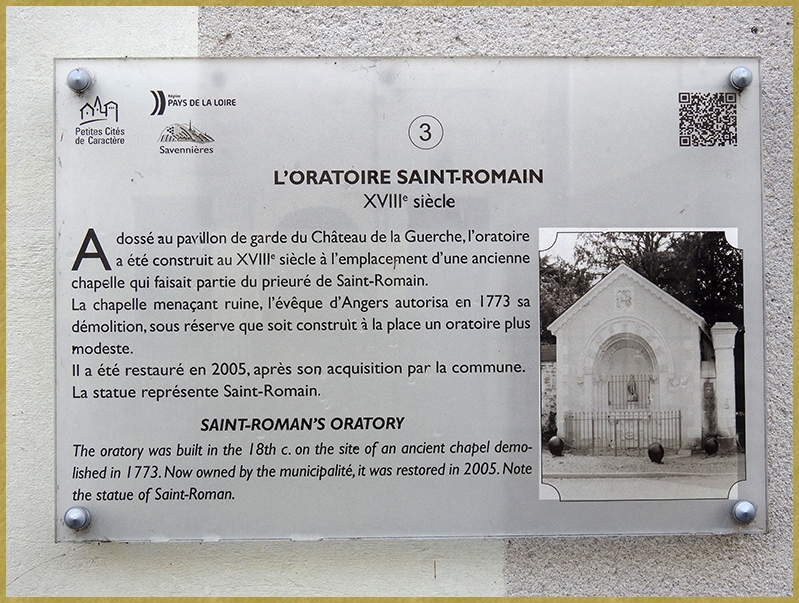 Petites Cités
de Caractère
Région
PAYS DE LA LOIRE
Savennières
3
L'ORATOIRE SAINT-ROMAIN
XVIIIe siècle
Adossé au pavillon de garde du Château de la Guerche, l'oratoire
a été construit au XVIIIe siècle à l'emplacement d'une ancienne
chapelle qui faisait partie du prieuré de Saint-Romain.
La chapelle menaçant ruine, l'évêque d'Angers autorisa en 1773 sa
démolition, sous réserve que soit construit à la place un oratoire plus
modeste.
Il a été restauré en 2005, après son acquisition par la commune.
La statue représente Saint-Romain.
SAINT-ROMAN'S ORATORY
The oratory was built in the 18th c. on the site of an ancient chapel demo-
lished in 1773. Now owned by the municipalité, it was restored in 2005. Note
the statue of Saint-Roman.